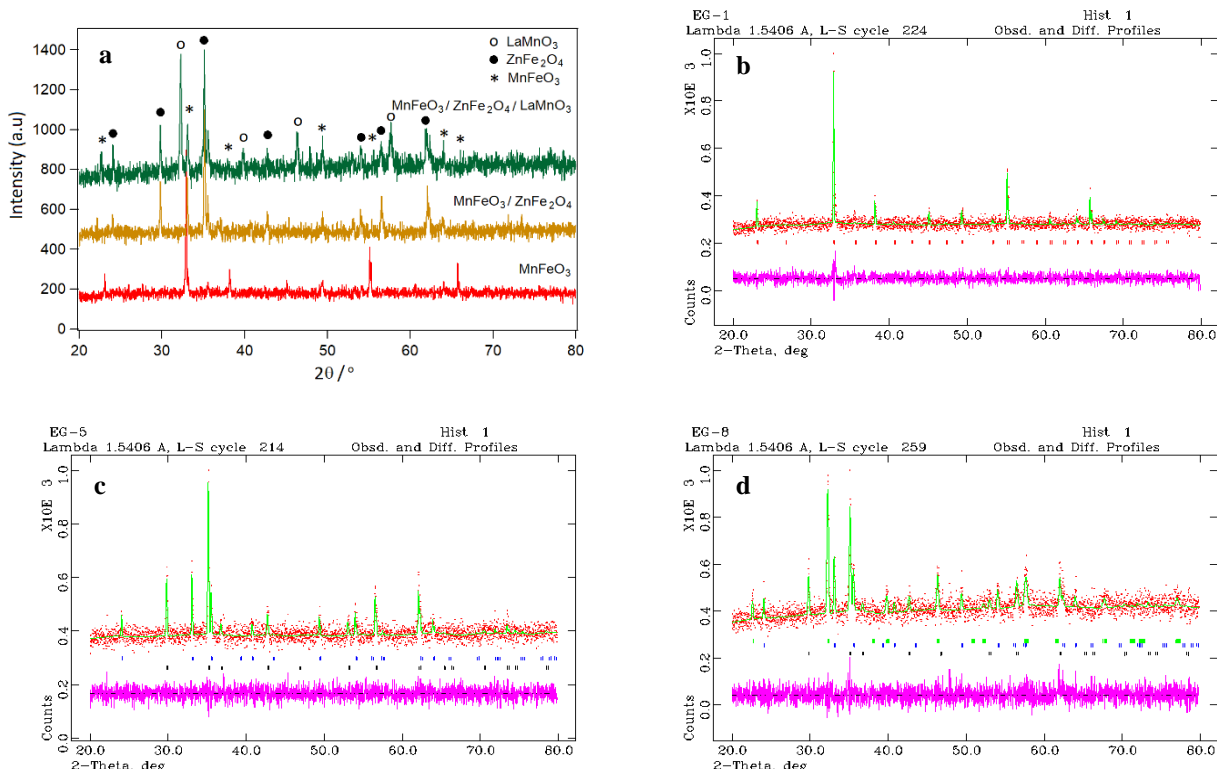 a
o LaMnO₃
● ZnFe₂O₄
* MnFeO₃
MnFeO₃/ZnFe₂O₄/LaMnO₃
MnFeO₃/ZnFe₂O₄
MnFeO₃
Intensity (a.u)
1400
1200
1000
800
600
400
200
0
20 30 40 50 60 70 80
2θ/°
EG-1 Hist 1
Lambda 1.5406 A, L-S cycle 224 Obsd. and Diff. Profiles
b
X10E 3
Counts
1.0
0.8
0.6
0.4
0.2
0.0
20.0 30.0 40.0 50.0 60.0 70.0 80.0
2-Theta, deg
EG-5 Hist 1
Lambda 1.5406 A, L-S cycle 214 Obsd. and Diff. Profiles
c
X10E 3
Counts
1.0
0.8
0.6
0.4
0.2
0.0
20.0 30.0 40.0 50.0 60.0 70.0 80.0
2-Theta, deg
EG-8 Hist 1
Lambda 1.5406 A, L-S cycle 259 Obsd. and Diff. Profiles
d
X10E 3
Counts
1.0
0.8
0.6
0.4
0.2
0.0
20.0 30.0 40.0 50.0 60.0 70.0 80.0
2-Theta, deg